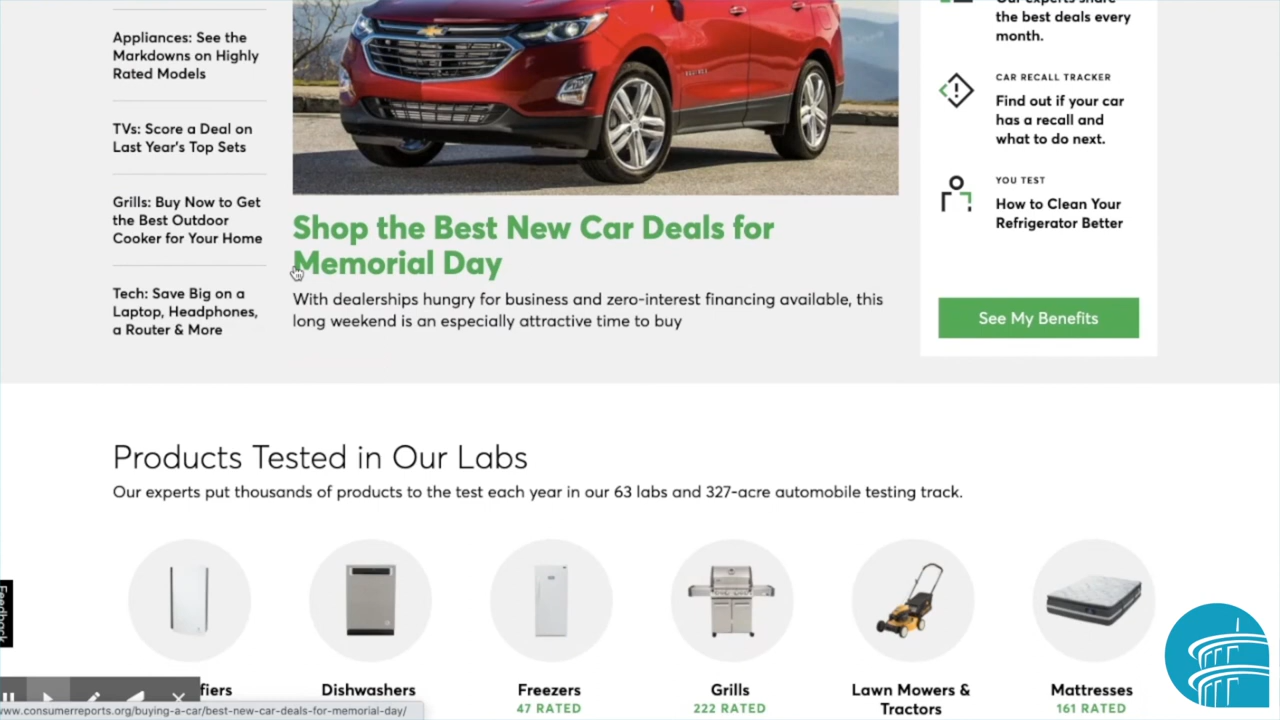 Appliances: See the
Markdowns on Highly
Rated Models
TVs: Score a Deal on
Last Year's Top Sets
Grills: Buy Now to Get
the Best Outdoor
Cooker for Your Home
Tech: Save Big on a
Laptop, Headphones,
a Router & More
Shop the Best New Car Deals for
Memorial Day
With dealerships hungry for business and zero-interest financing available, this
long weekend is an especially attractive time to buy
Our experts share
the best deals every
month.
CAR RECALL TRACKER
Find out if your car
has a recall and
what to do next.
YOU TEST
How to Clean Your
Refrigerator Better
See My Benefits
Products Tested in Our Labs
Our experts put thousands of products to the test each year in our 63 labs and 327-acre automobile testing track.
Feedback
fiers
Dishwashers
Freezers
47 RATED
Grills
222 RATED
Lawn Mowers &
Tractors
Mattresses
161 RATED
www.consumerreports.org/buying-a-car/best-new-car-deals-for-memorial-day/